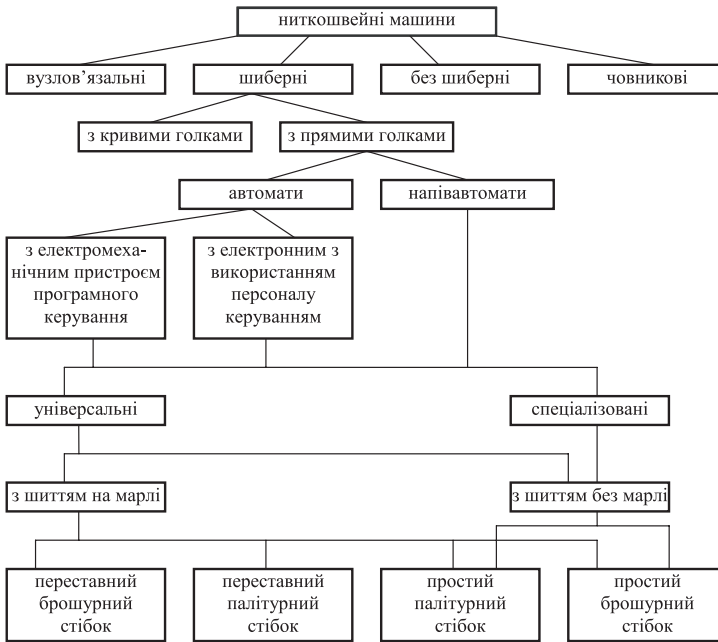 ниткошвейні машини
вузлов’язальні
шиберні
без шиберні
човникові
з кривими голками
з прямими голками
автомати
напівавтомати
з електромеха-
нічним пристроєм
програмного
керування
з електронним з
використанням
персоналу
керуванням
універсальні
спеціалізовані
з шиттям на марлі
з шиттям без марлі
переставний
брошурний
стібок
переставний
палітурний
стібок
простий
палітурний
стібок
простий
брошурний
стібок